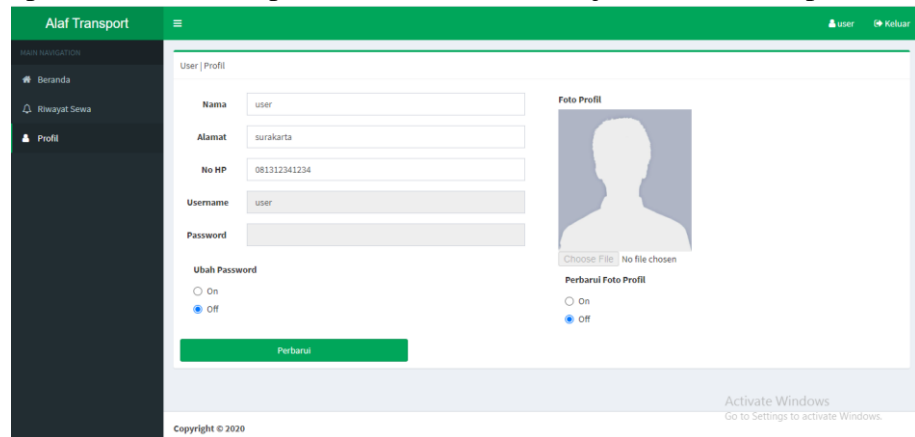 Alaf Transport
user
Keluar
MAIN NAVIGATION
Beranda
Riwayat Sewa
Profil
User | Profil
Nama
user
Alamat
surakarta
No HP
081312341234
Username
user
Password
Ubah Password
On
Off
Perbarui
Foto Profil
Choose File No file chosen
Perbarui Foto Profil
On
Off
Activate Windows
Go to Settings to activate Windows.
Copyright © 2020